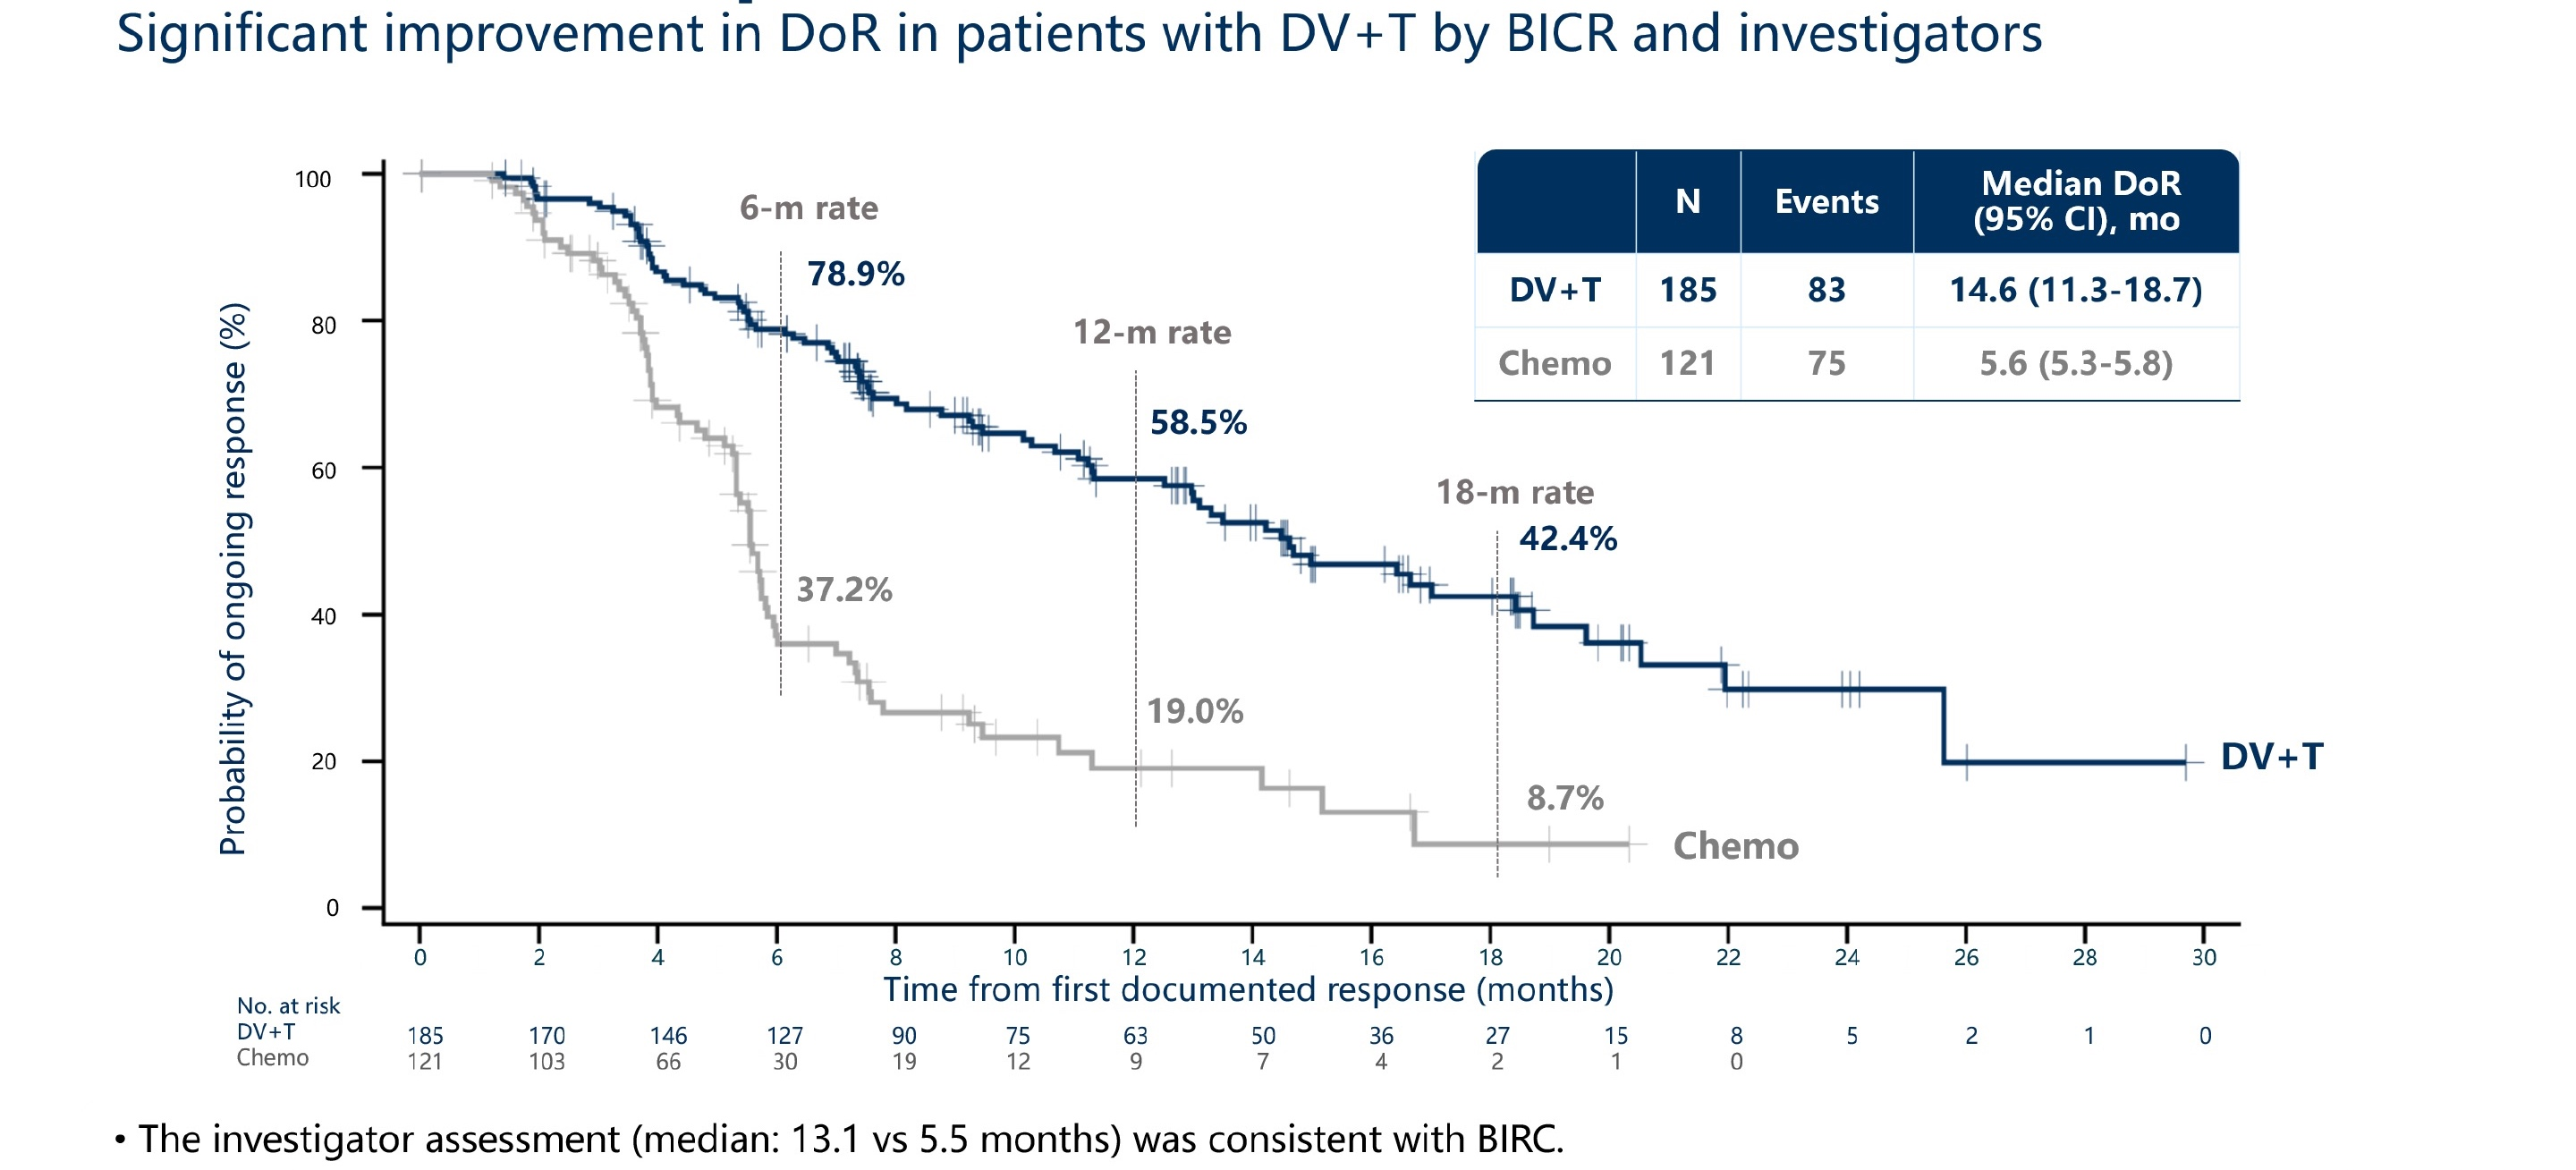 Significant improvement in DoR in patients with DV+T by BICR and investigators
N Events Median DoR (95% CI), mo
DV+T 185 83 14.6 (11.3-18.7)
Chemo 121 75 5.6 (5.3-5.8)
Probability of ongoing response (%)
100
80
60
40
20
0
6-m rate
78.9%
37.2%
12-m rate
58.5%
19.0%
18-m rate
42.4%
8.7%
DV+T
Chemo
0 2 4 6 8 10 12 14 16 18 20 22 24 26 28 30
Time from first documented response (months)
No. at risk
DV+T 185 170 146 127 90 75 63 50 36 27 15 8 5 2 1 0
Chemo 121 103 66 30 19 12 9 7 4 2 1 0
• The investigator assessment (median: 13.1 vs 5.5 months) was consistent with BIRC.